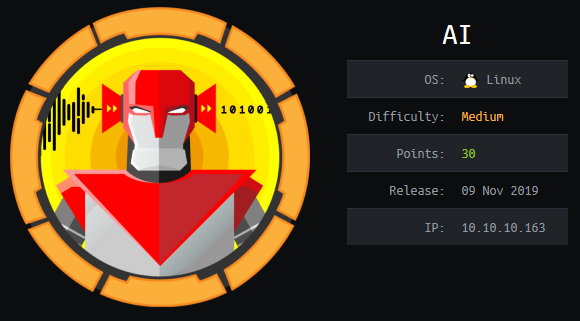 AI
OS: Linux
Difficulty: Medium
Points: 30
Release: 09 Nov 2019
IP: 10.10.10.163
101001